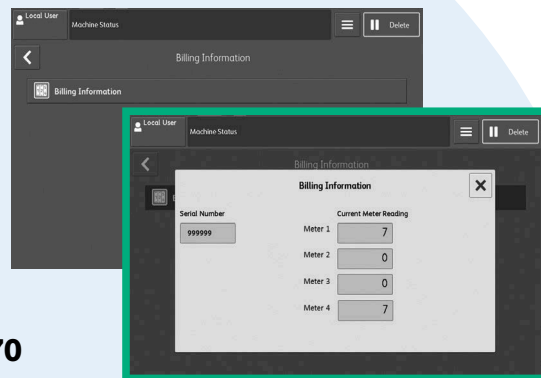 Local User
Machine Status
Delete
Billing Information
Billing Information
Local User
Machine Status
Delete
Billing Information
Billing Information
Serial Number
Current Meter Reading
999999
Meter 1
7
Meter 2
0
Meter 3
0
Meter 4
7
70